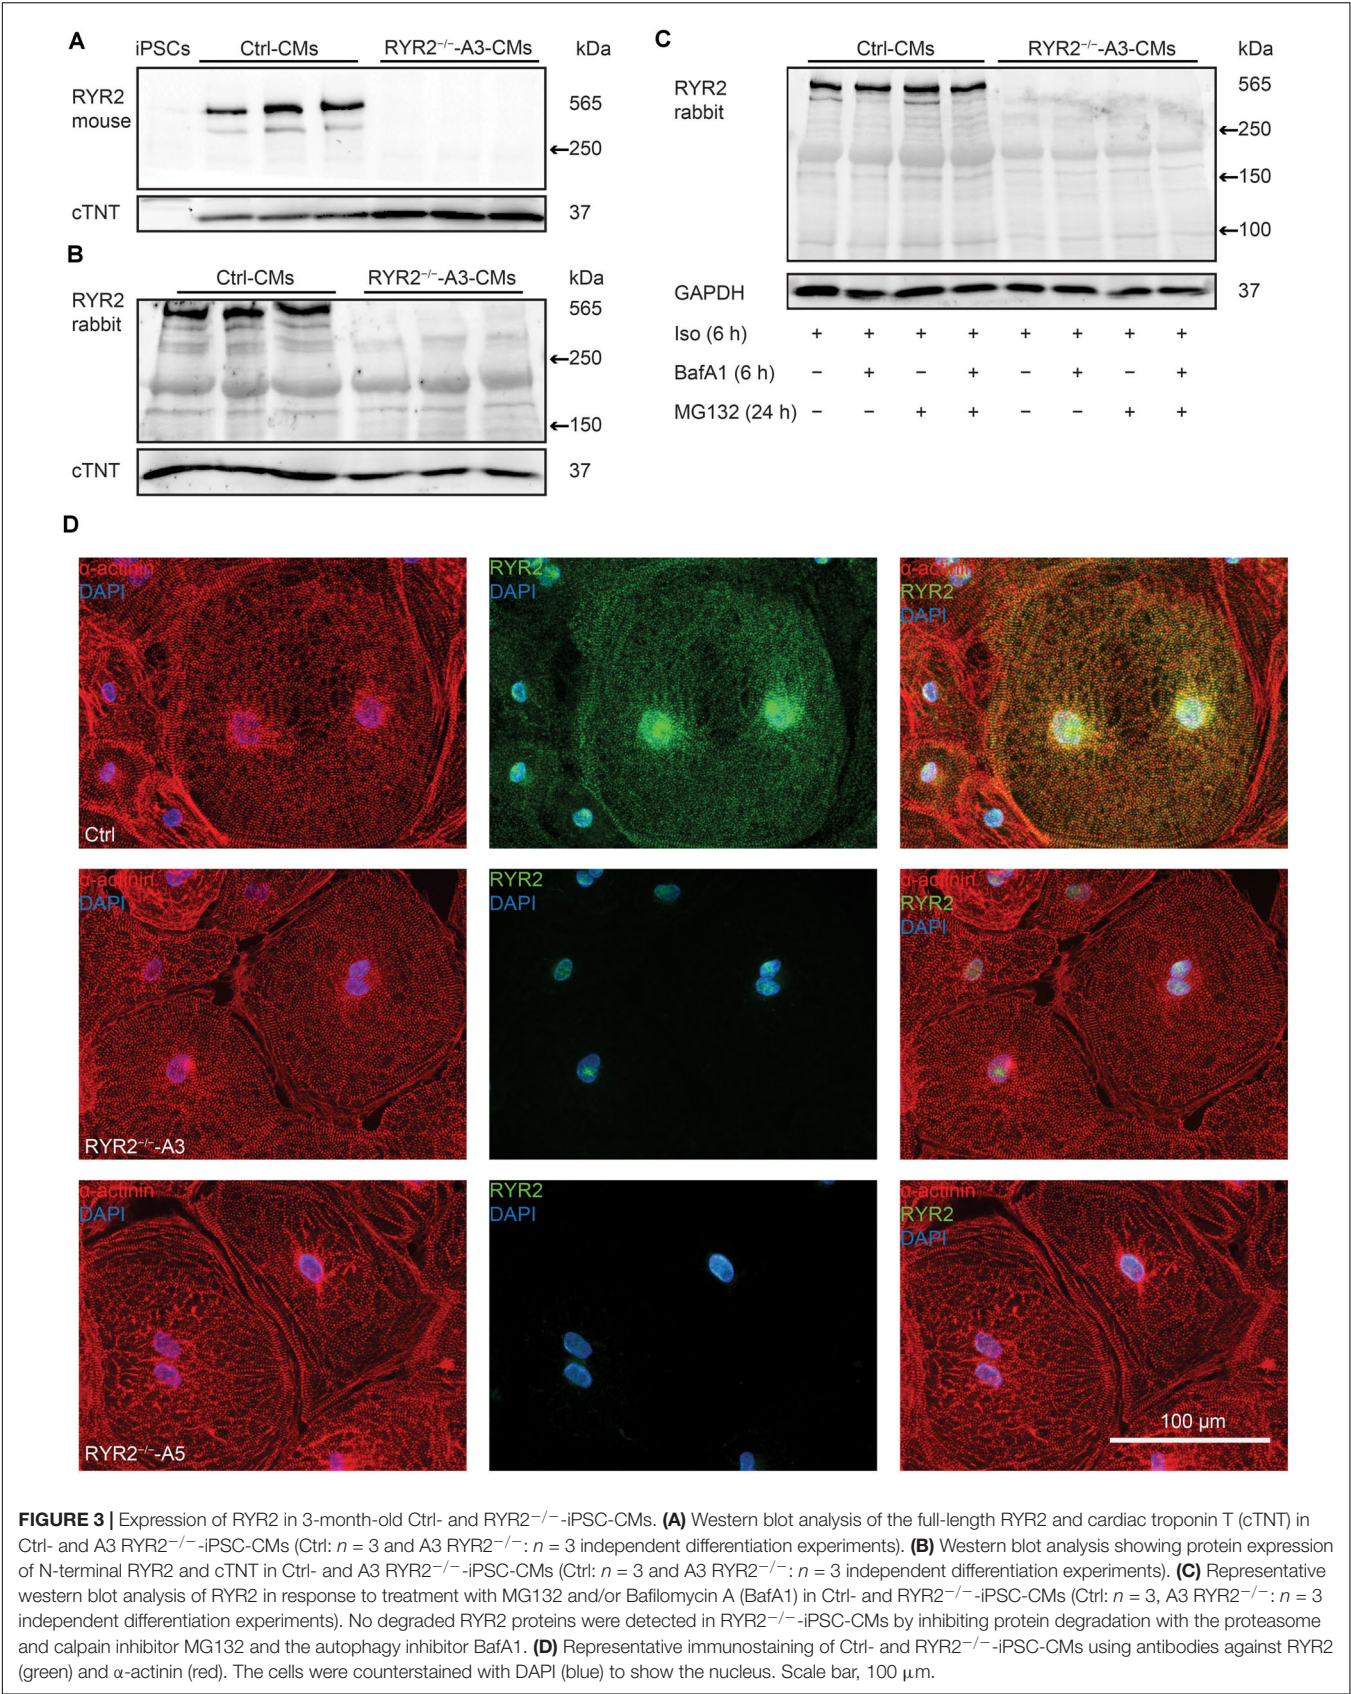 A
iPSCs Ctrl-CMs RYR2−/−-A3-CMs kDa
RYR2
mouse
565
←250
cTNT 37
B
Ctrl-CMs RYR2−/−-A3-CMs kDa
RYR2
rabbit
565
←250
←150
cTNT 37
C
Ctrl-CMs RYR2−/−-A3-CMs kDa
RYR2
rabbit
565
←250
←150
←100
GAPDH 37
Iso (6 h) + + + + + + + +
BafA1 (6 h) − + − + − + − +
MG132 (24 h) − − + + − − + +
D
α-actinin
DAPI
Ctrl
RYR2
DAPI
α-actinin
RYR2
DAPI
α-actinin
DAPI
RYR2−/−-A3
RYR2
DAPI
α-actinin
RYR2
DAPI
α-actinin
DAPI
RYR2−/−-A5
RYR2
DAPI
α-actinin
RYR2
DAPI
100 µm
FIGURE 3 | Expression of RYR2 in 3-month-old Ctrl- and RYR2−/−-iPSC-CMs. (A) Western blot analysis of the full-length RYR2 and cardiac troponin T (cTNT) in
Ctrl- and A3 RYR2−/−-iPSC-CMs (Ctrl: n = 3 and A3 RYR2−/−: n = 3 independent differentiation experiments). (B) Western blot analysis showing protein expression
of N-terminal RYR2 and cTNT in Ctrl- and A3 RYR2−/−-iPSC-CMs (Ctrl: n = 3 and A3 RYR2−/−: n = 3 independent differentiation experiments). (C) Representative
western blot analysis of RYR2 in response to treatment with MG132 and/or Bafilomycin A (BafA1) in Ctrl- and RYR2−/−-iPSC-CMs (Ctrl: n = 3, A3 RYR2−/−: n = 3
independent differentiation experiments). No degraded RYR2 proteins were detected in RYR2−/−-iPSC-CMs by inhibiting protein degradation with the proteasome
and calpain inhibitor MG132 and the autophagy inhibitor BafA1. (D) Representative immunostaining of Ctrl- and RYR2−/−-iPSC-CMs using antibodies against RYR2
(green) and α-actinin (red). The cells were counterstained with DAPI (blue) to show the nucleus. Scale bar, 100 µm.